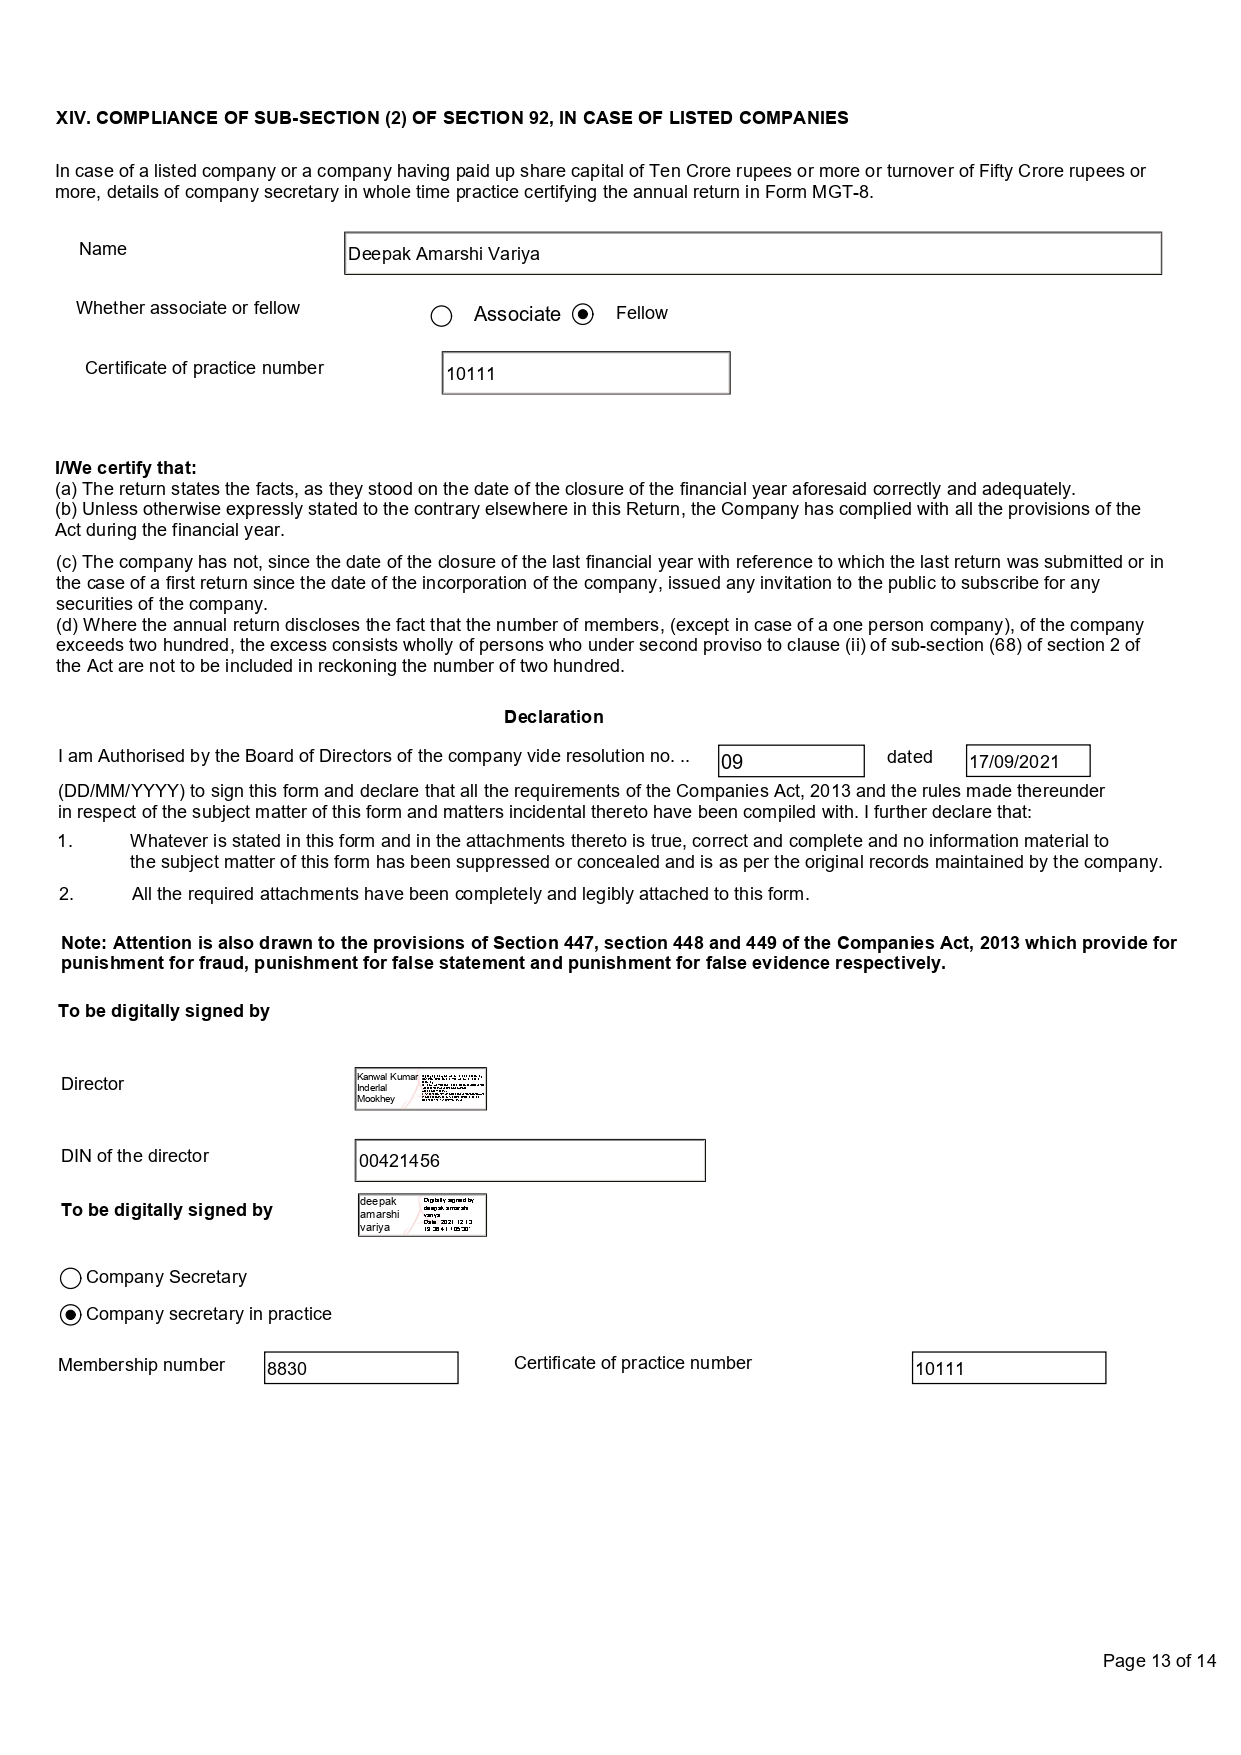 XIV. COMPLIANCE OF SUB-SECTION (2) OF SECTION 92, IN CASE OF LISTED COMPANIES
In case of a listed company or a company having paid up share capital of Ten Crore rupees or more or turnover of Fifty Crore rupees or
more, details of company secretary in whole time practice certifying the annual return in Form MGT-8.
Name
Deepak Amarshi Variya
Whether associate or fellow
Associate Fellow
Certificate of practice number
10111
I/We certify that:
(a) The return states the facts, as they stood on the date of the closure of the financial year aforesaid correctly and adequately.
(b) Unless otherwise expressly stated to the contrary elsewhere in this Return, the Company has complied with all the provisions of the
Act during the financial year.
(c) The company has not, since the date of the closure of the last financial year with reference to which the last return was submitted or in
the case of a first return since the date of the incorporation of the company, issued any invitation to the public to subscribe for any
securities of the company.
(d) Where the annual return discloses the fact that the number of members, (except in case of a one person company), of the company
exceeds two hundred, the excess consists wholly of persons who under second proviso to clause (ii) of sub-section (68) of section 2 of
the Act are not to be included in reckoning the number of two hundred.
Declaration
I am Authorised by the Board of Directors of the company vide resolution no. .. 09 dated 17/09/2021
(DD/MM/YYYY) to sign this form and declare that all the requirements of the Companies Act, 2013 and the rules made thereunder
in respect of the subject matter of this form and matters incidental thereto have been compiled with. I further declare that:
1. Whatever is stated in this form and in the attachments thereto is true, correct and complete and no information material to
the subject matter of this form has been suppressed or concealed and is as per the original records maintained by the company.
2. All the required attachments have been completely and legibly attached to this form.
Note: Attention is also drawn to the provisions of Section 447, section 448 and 449 of the Companies Act, 2013 which provide for
punishment for fraud, punishment for false statement and punishment for false evidence respectively.
To be digitally signed by
Director
Kanwal Kumar
Inderlal
Mookhey
DIN of the director
00421456
To be digitally signed by
deepak
amarshi
variya
Digitally signed by
deepak amarshi
variya
Date: 2021.12.13
Company Secretary
Company secretary in practice
Membership number 8830 Certificate of practice number 10111
Page 13 of 14